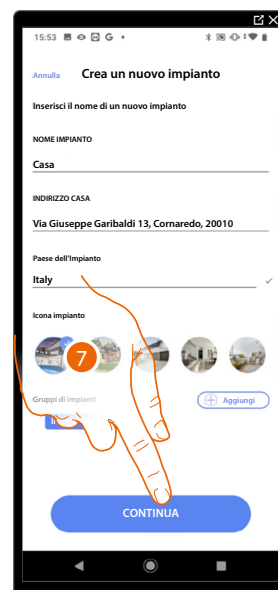 15:53
Annulla Crea un nuovo impianto
Inserisci il nome di un nuovo impianto
NOME IMPIANTO
Casa
INDIRIZZO CASA
Via Giuseppe Garibaldi 13, Cornaredo, 20010
Paese dell'Impianto
Italy
Icona impianto
7
Gruppi di impianti
Aggiungi
CONTINUA